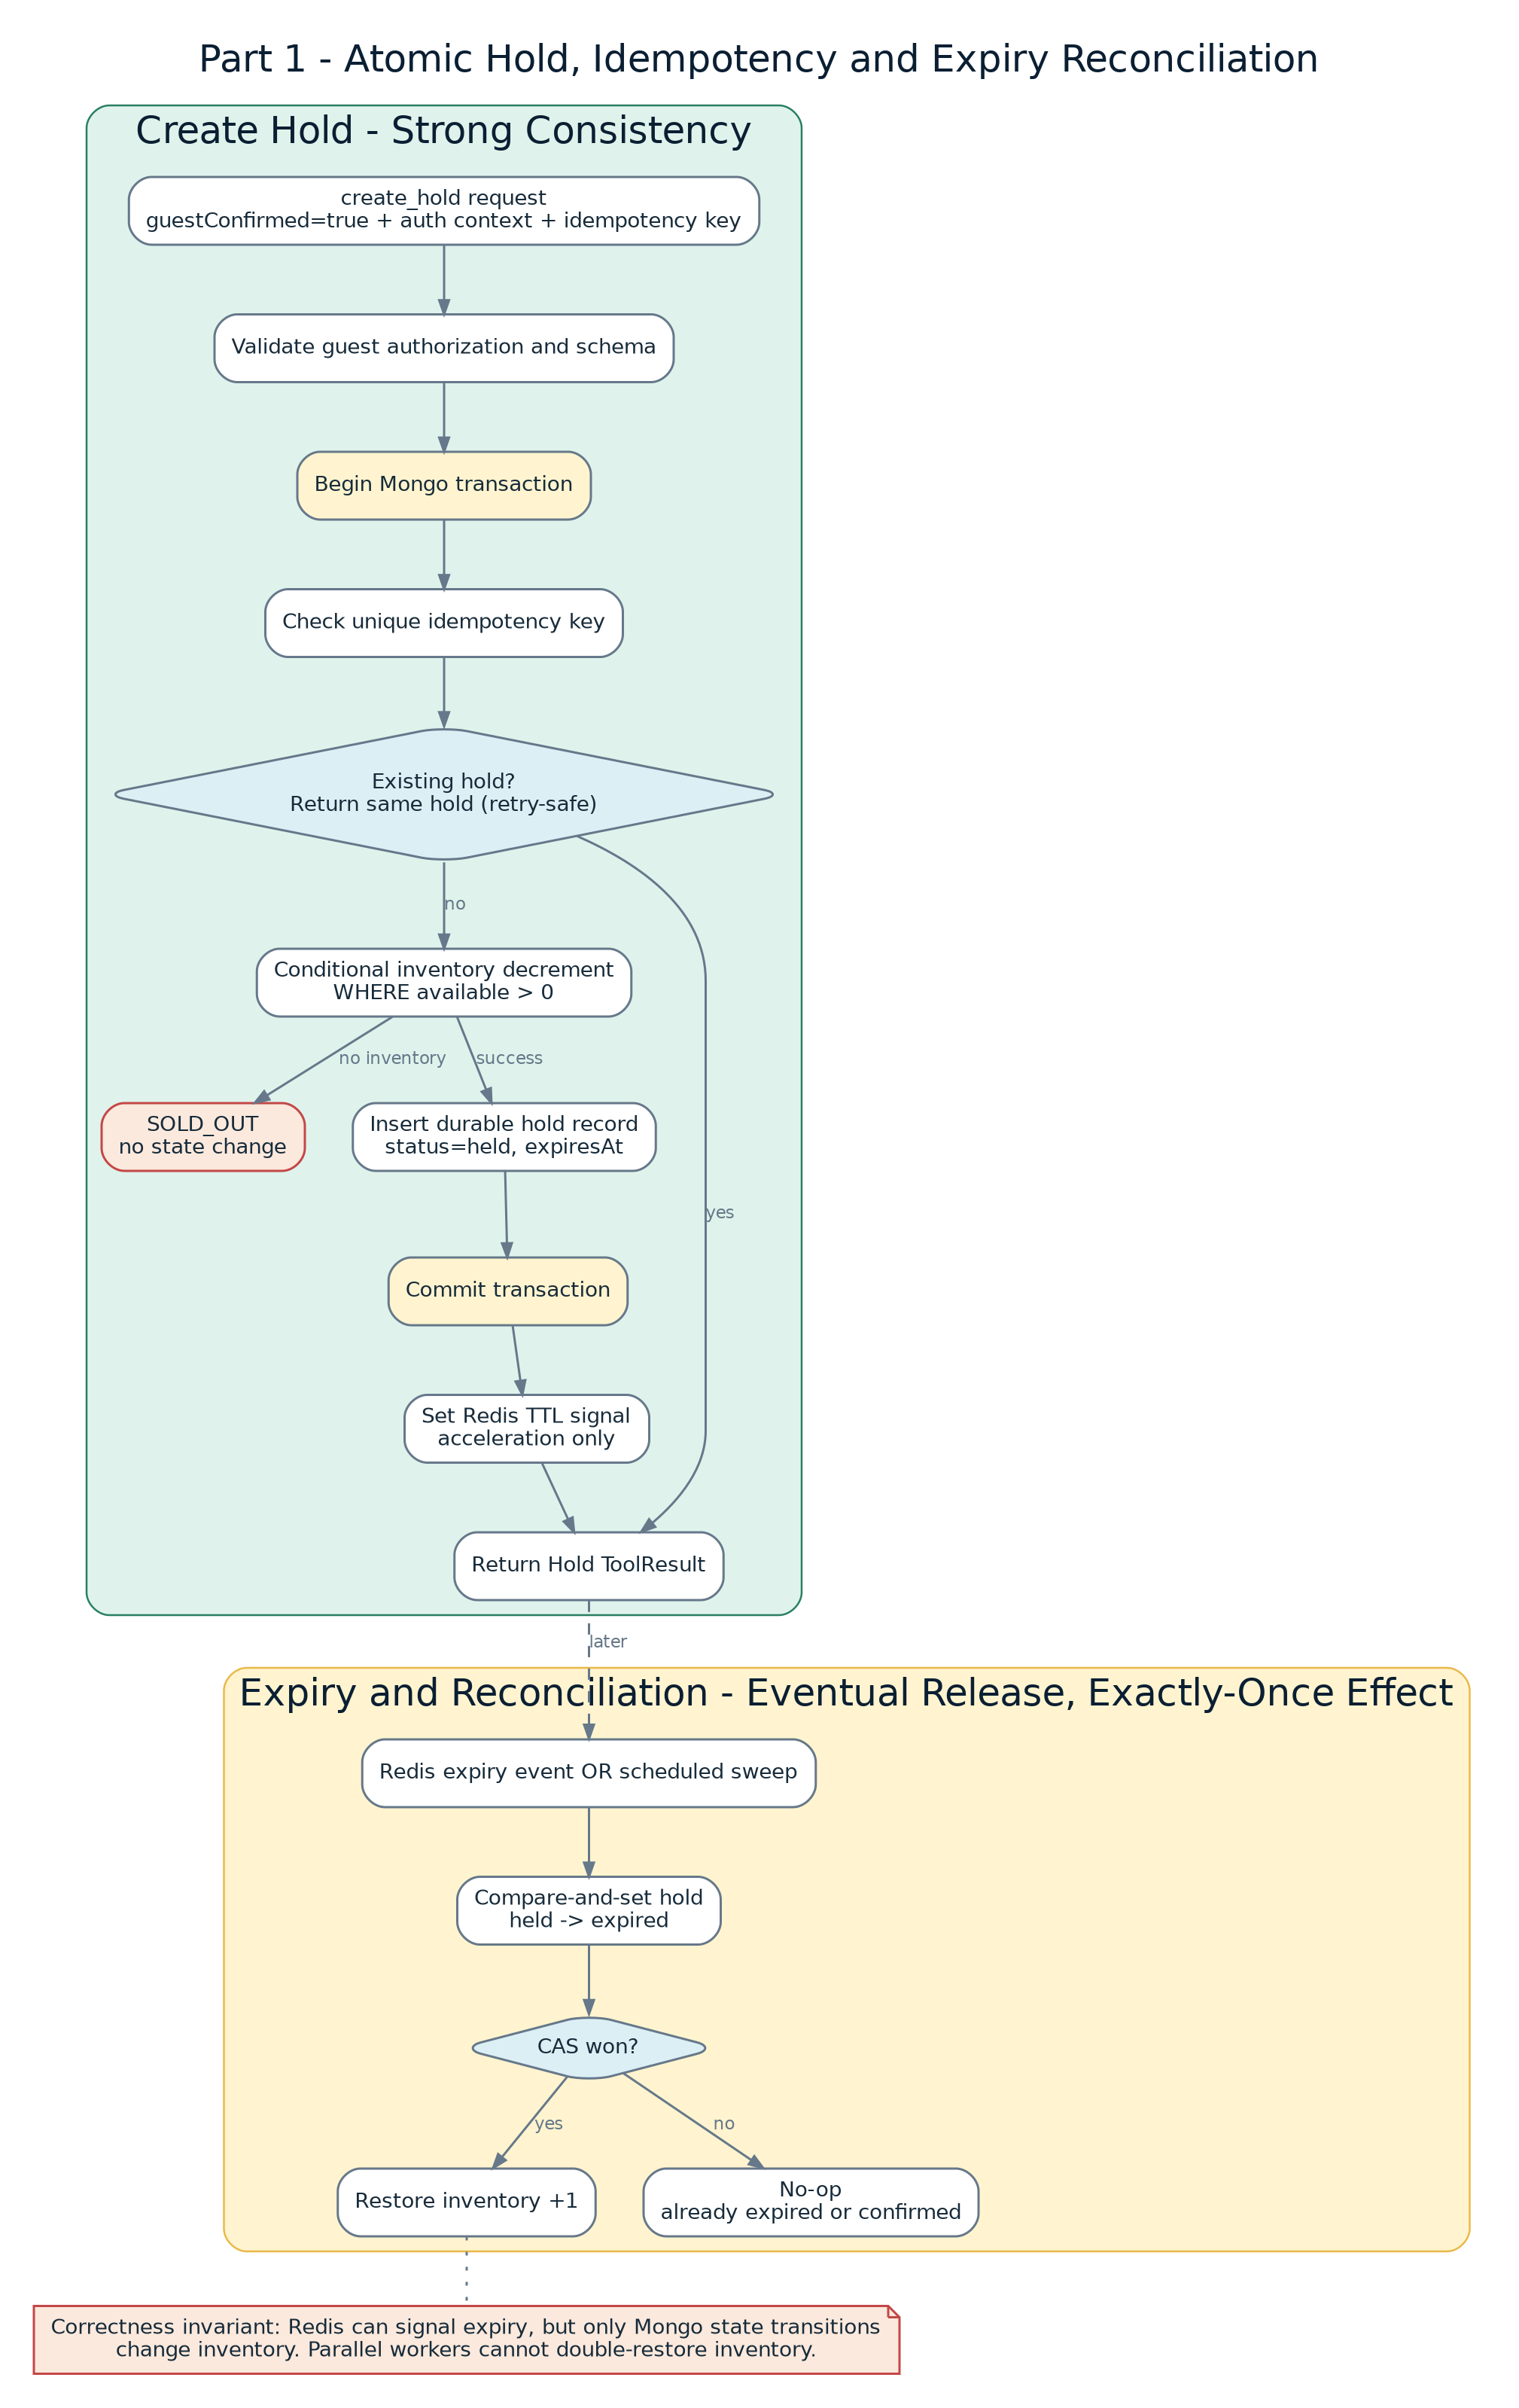 Part 1 - Atomic Hold, Idempotency and Expiry Reconciliation
Create Hold - Strong Consistency
create_hold request
guestConfirmed=true + auth context + idempotency key
Validate guest authorization and schema
Begin Mongo transaction
Check unique idempotency key
Existing hold?
Return same hold (retry-safe)
no
Conditional inventory decrement
WHERE available > 0
no inventory
success
SOLD_OUT
no state change
Insert durable hold record
status=held, expiresAt
yes
Commit transaction
Set Redis TTL signal
acceleration only
Return Hold ToolResult
later
Expiry and Reconciliation - Eventual Release, Exactly-Once Effect
Redis expiry event OR scheduled sweep
Compare-and-set hold
held -> expired
CAS won?
yes
no
Restore inventory +1
No-op
already expired or confirmed
Correctness invariant: Redis can signal expiry, but only Mongo state transitions
change inventory. Parallel workers cannot double-restore inventory.